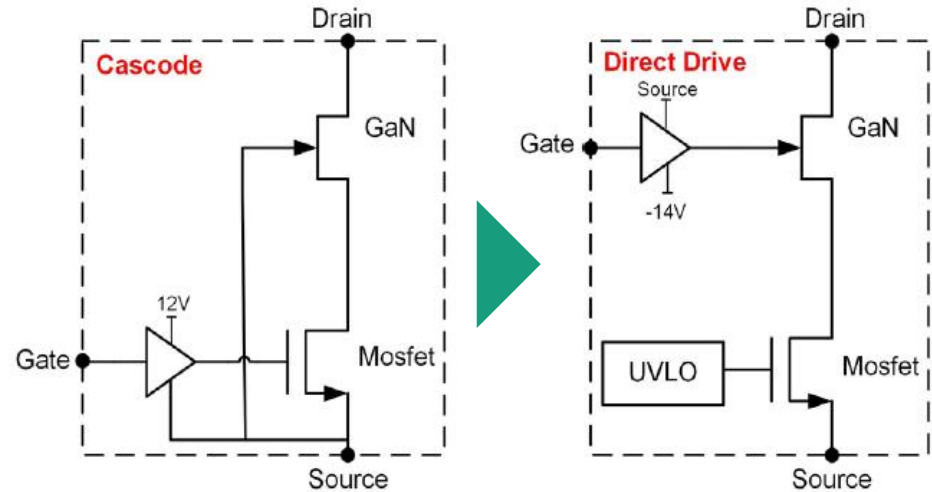 Drain
Cascode
GaN
12V
Gate
Mosfet
Source
Drain
Direct Drive
Source
GaN
Gate
-14V
UVLO
Mosfet
Source